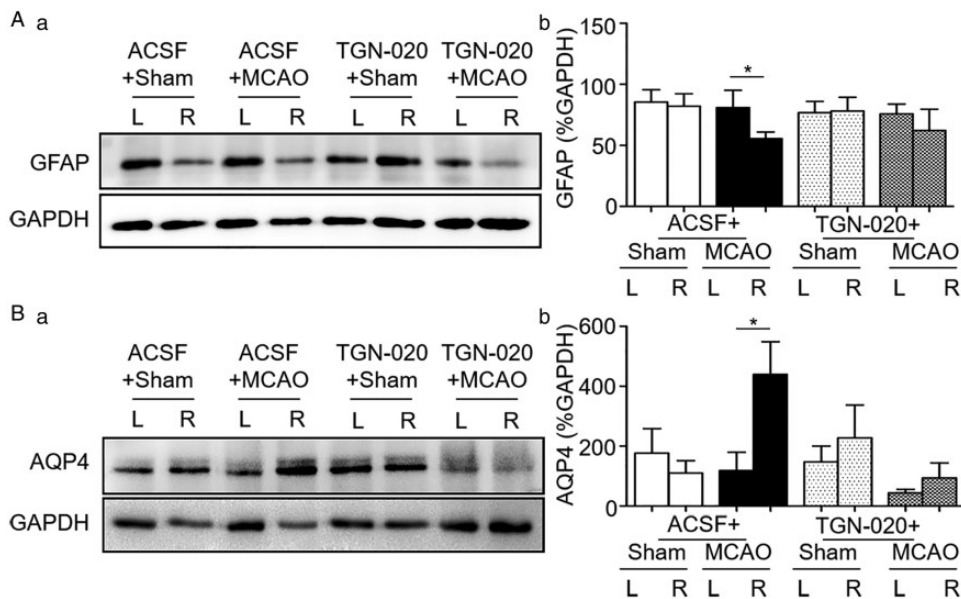 A a
ACSF ACSF TGN-020 TGN-020
+Sham +MCAO +Sham +MCAO
L R L R L R L R
GFAP
GAPDH
b
GFAP (%GAPDH)
150
100
50
0
*
ACSF+ TGN-020+
Sham MCAO Sham MCAO
L R L R L R L R
B a
ACSF ACSF TGN-020 TGN-020
+Sham +MCAO +Sham +MCAO
L R L R L R L R
AQP4
GAPDH
b
AQP4 (%GAPDH)
600
400
200
0
*
ACSF+ TGN-020+
Sham MCAO Sham MCAO
L R L R L R L R